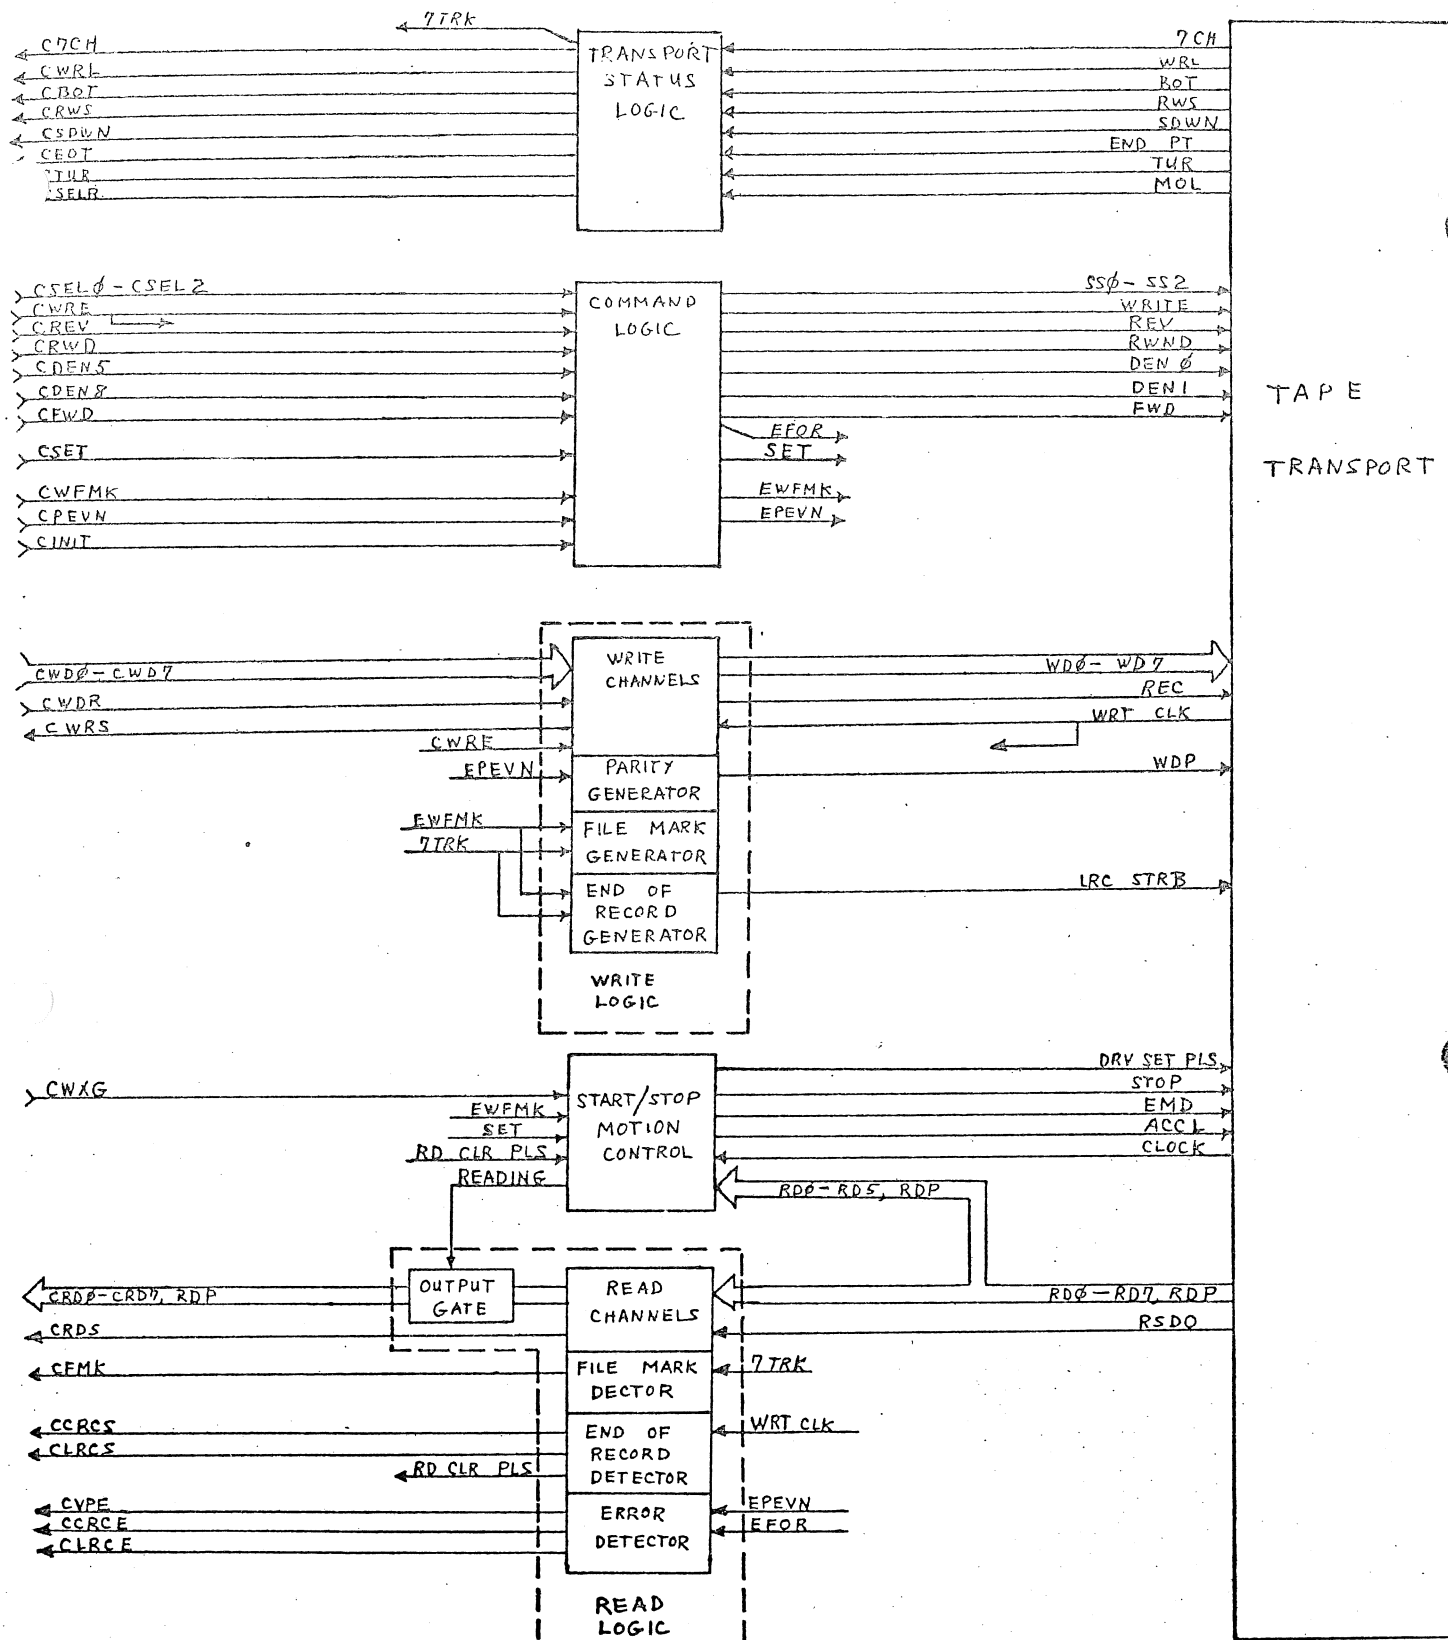 7TRK
C7CH
CWRL
CBOT
CRWS
CSDWN
CEOT
CTUR
CSELR
TRANSPORT
STATUS
LOGIC
7CH
WRL
BOT
RWS
SDWN
END PT
TUR
MOL
CSELØ-CSEL2
CWRE
CREV
CRWD
CDEN5
CDEN8
CFWD
CSET
CWFMK
CPEVN
CINIT
COMMAND
LOGIC
SSØ-SS2
WRITE
REV
RWND
DEN Ø
DEN1
FWD
EFOR
SET
EWFMK
EPEVN
TAPE
TRANSPORT
CWDØ-CWD7
CWDR
CWRS
CWRE
EPEVN
EWFMK
7TRK
WRITE
CHANNELS
PARITY
GENERATOR
FILE MARK
GENERATOR
END OF
RECORD
GENERATOR
WRITE
LOGIC
WDØ-WD7
REC
WRT CLK
WDP
LRC STRB
CWXG
EWFMK
SET
RD CLR PLS
READING
START/STOP
MOTION
CONTROL
DRV SET PLS
STOP
EMD
ACCL
CLOCK
RDØ-RD5, RDP
CRDØ-CRD7, RDP
CRDS
CFMK
CCRCS
CLRCS
RD CLR PLS
CVPE
CCRCE
CLRCE
OUTPUT
GATE
READ
CHANNELS
FILE MARK
DECTOR
END OF
RECORD
DETECTOR
ERROR
DETECTOR
READ
LOGIC
RDØ-RD7, RDP
RSDO
7TRK
WRT CLK
EPEVN
EFOR